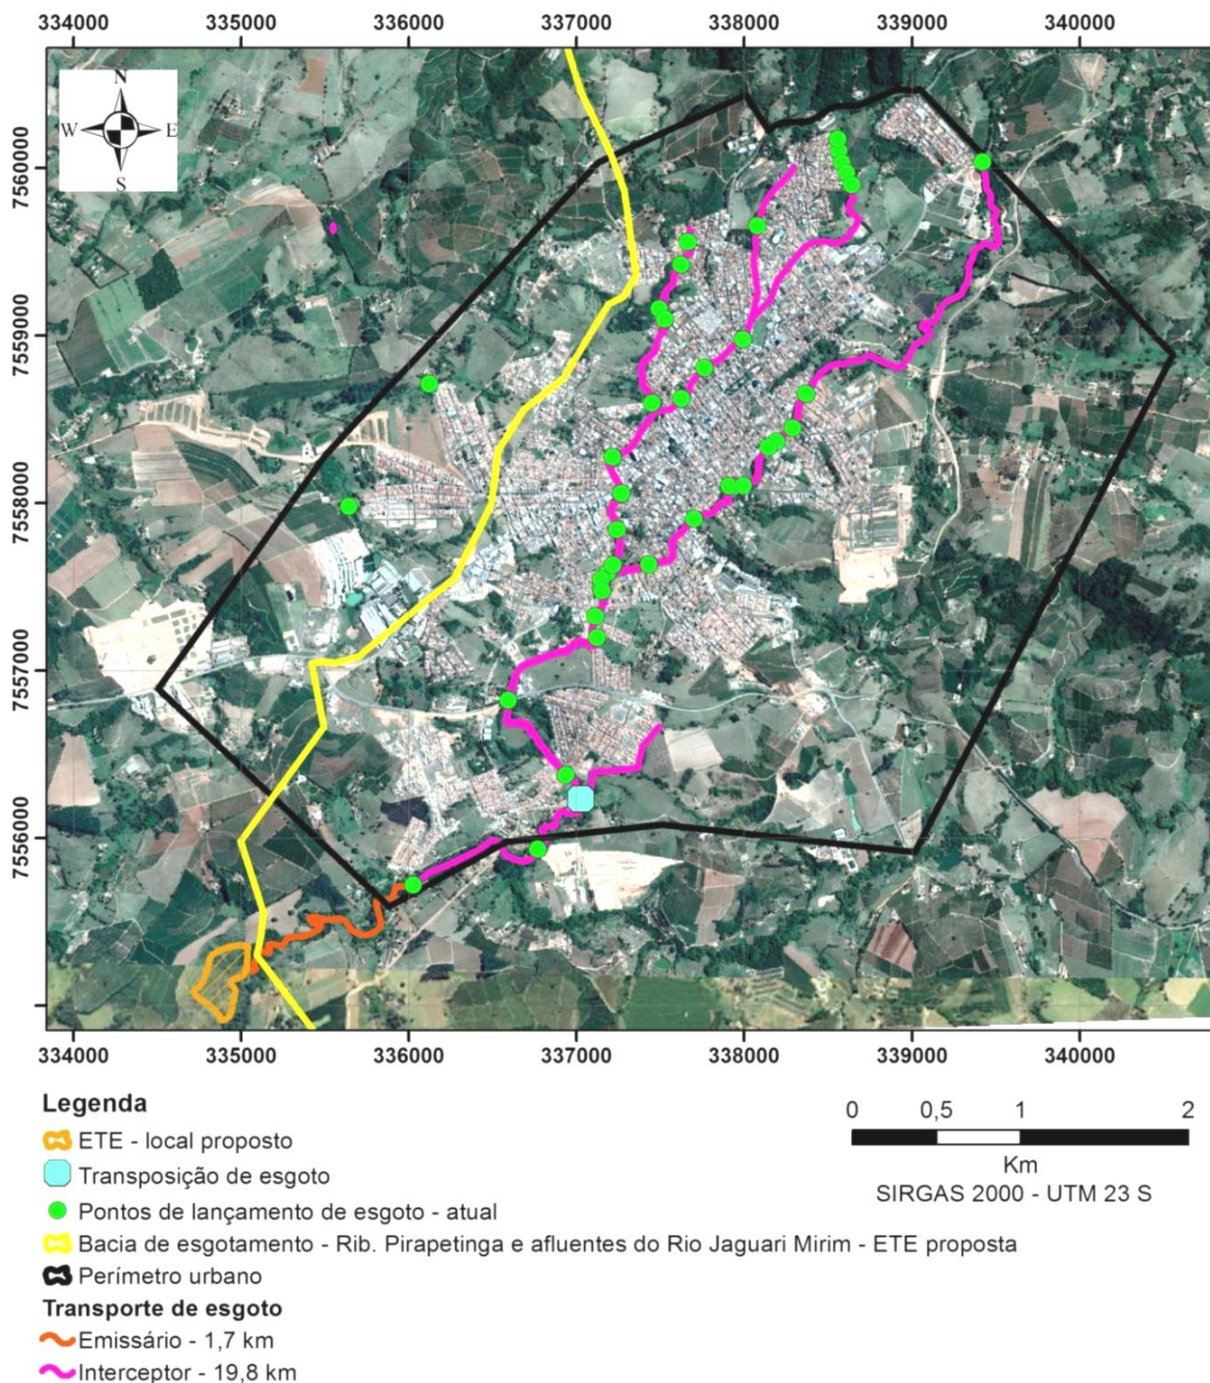 334000 335000 336000 337000 338000 339000 340000
N
W E
S
7560000
7559000
7558000
7557000
7556000
334000 335000 336000 337000 338000 339000 340000
Legenda
ETE - local proposto
Transposição de esgoto
Pontos de lançamento de esgoto - atual
Bacia de esgotamento - Rib. Pirapetinga e afluentes do Rio Jaguari Mirim - ETE proposta
Perímetro urbano
Transporte de esgoto
Emissário - 1,7 km
Interceptor - 19,8 km
0 0,5 1 2
Km
SIRGAS 2000 - UTM 23 S